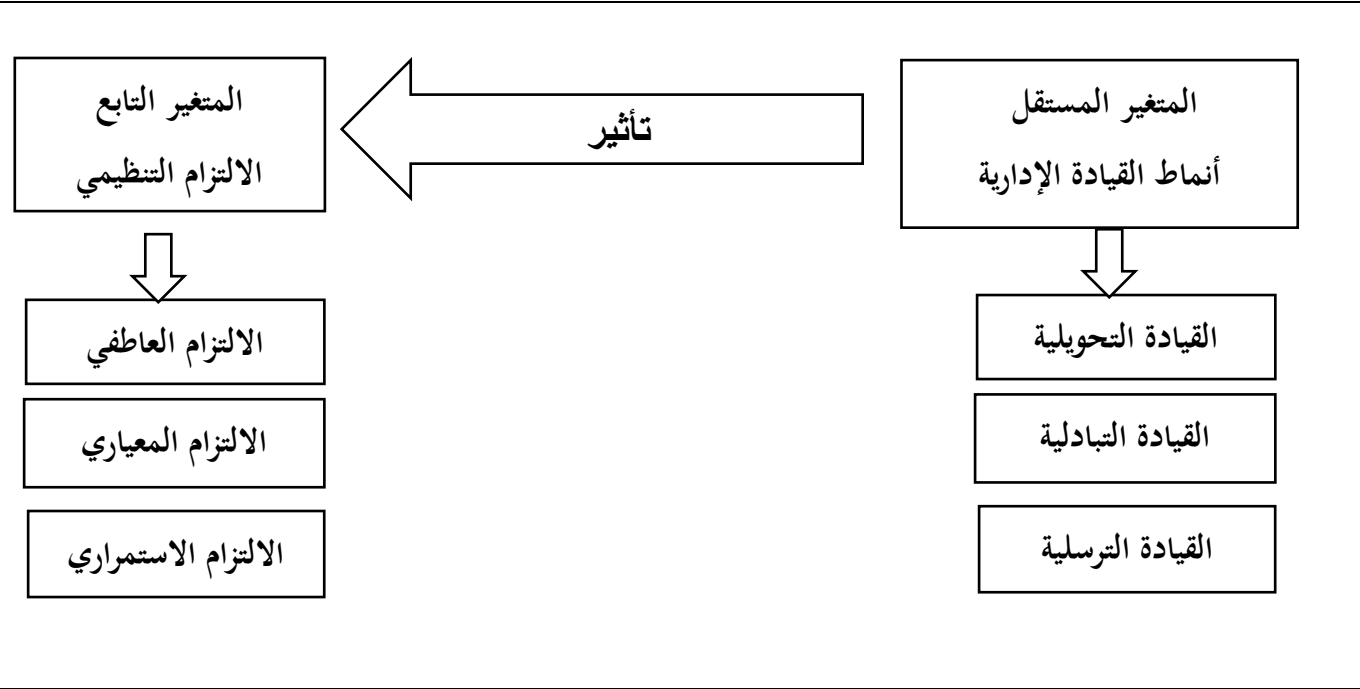 المتغير المستقل
أنماط القيادة الإدارية
تأثير
المتغير التابع
الالتزام التنظيمي
القيادة التحويلية
القيادة التبادلية
القيادة الترسلية
الالتزام العاطفي
الالتزام المعياري
الالتزام الاستمراري